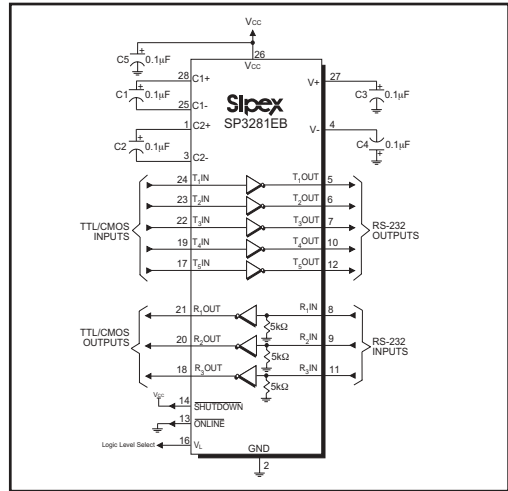 VCC
C5 + 0.1µF
26
VCC
28 C1+
C1 + 0.1µF
25 C1-
1 C2+
C2 + 0.1µF
3 C2-
Sipex
SP3281EB
V+ 27
C3 + 0.1µF
V- 4
C4 0.1µF +
TTL/CMOS
INPUTS
24 T1IN T1OUT 5
23 T2IN T2OUT 6
22 T3IN T3OUT 7
19 T4IN T4OUT 10
17 T5IN T5OUT 12
RS-232
OUTPUTS
TTL/CMOS
OUTPUTS
21 R1OUT R1IN 8
5kΩ
20 R2OUT R2IN 9
5kΩ
18 R3OUT R3IN 11
5kΩ
RS-232
INPUTS
VCC
14 SHUTDOWN
13 ONLINE
Logic Level Select 16 VL
GND
2